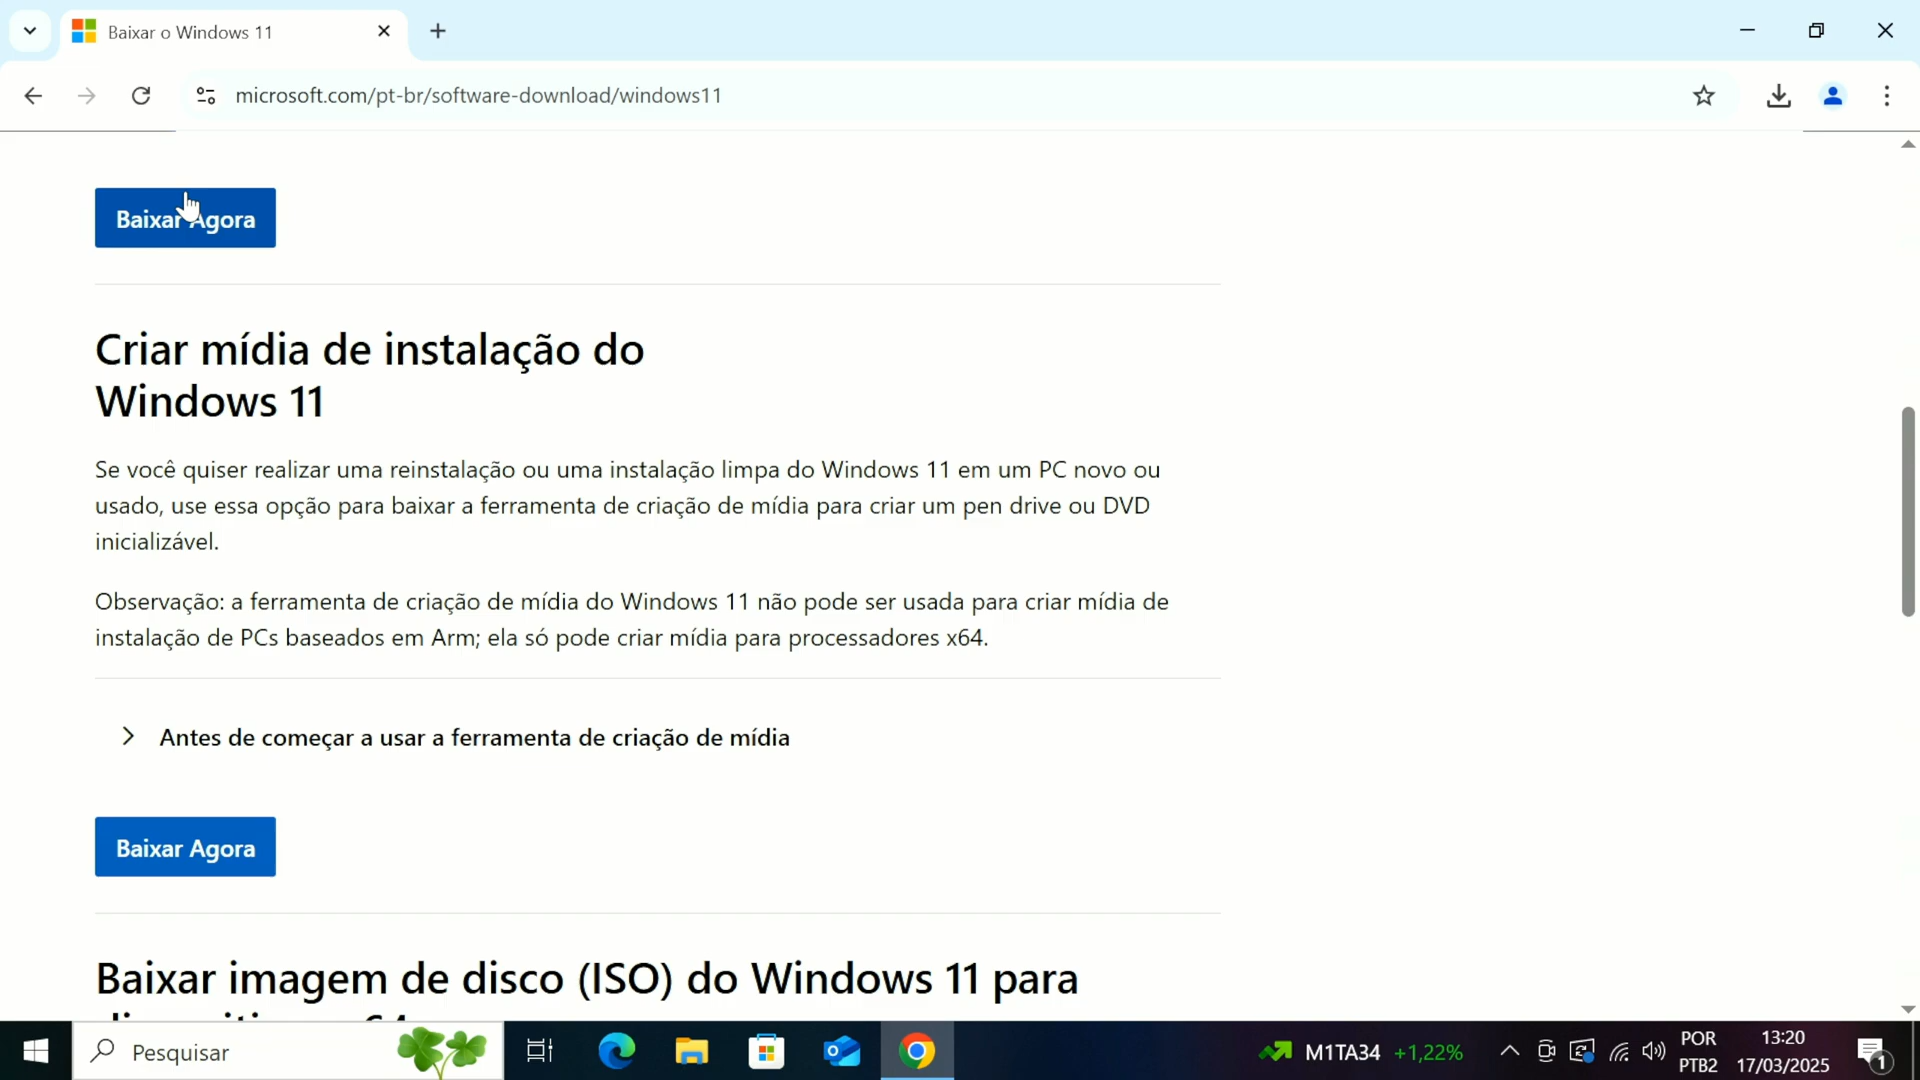 Baixar o Windows 11
microsoft.com/pt-br/software-download/windows11
Baixar Agora
Criar mídia de instalação do
Windows 11
Se você quiser realizar uma reinstalação ou uma instalação limpa do Windows 11 em um PC novo ou
usado, use essa opção para baixar a ferramenta de criação de mídia para criar um pen drive ou DVD
inicializável.
Observação: a ferramenta de criação de mídia do Windows 11 não pode ser usada para criar mídia de
instalação de PCs baseados em Arm; ela só pode criar mídia para processadores x64.
Antes de começar a usar a ferramenta de criação de mídia
Baixar Agora
Baixar imagem de disco (ISO) do Windows 11 para
Pesquisar
M1TA34 +1,22%
POR
PTB2
13:20
17/03/2025
1